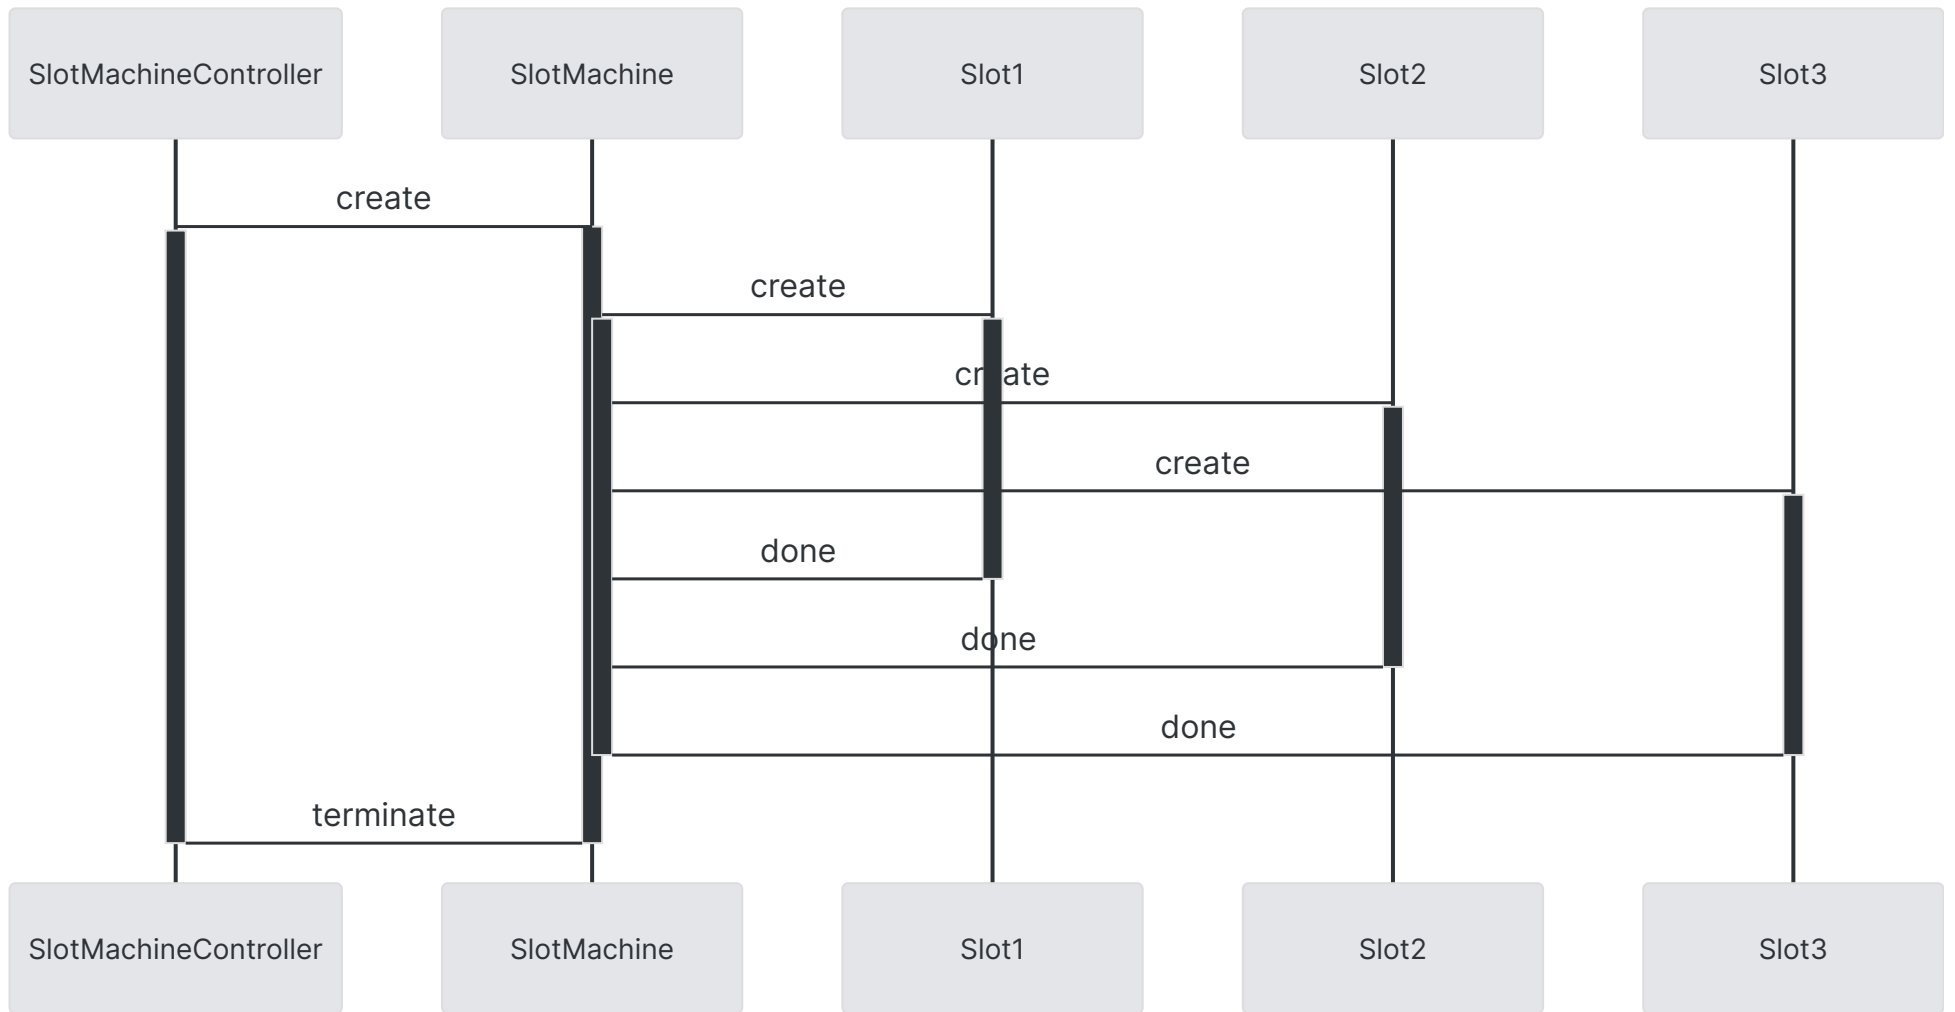 SlotMachineController
SlotMachine
Slot1
Slot2
Slot3
create
create
create
create
done
done
done
terminate
SlotMachineController
SlotMachine
Slot1
Slot2
Slot3